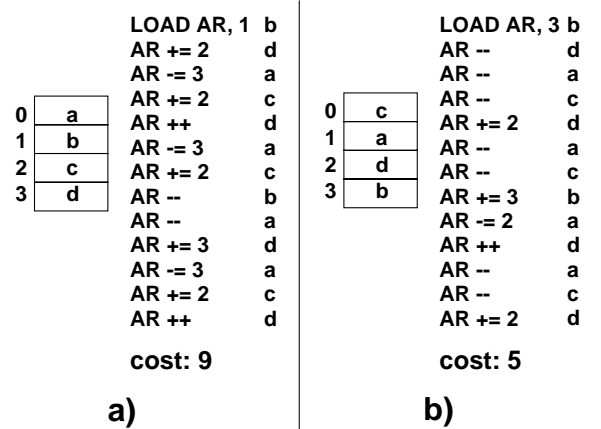 LOAD AR, 1 b
AR += 2 d
AR -= 3 a
AR += 2 c
AR ++ d
AR -= 3 a
AR += 2 c
AR -- b
AR -- a
AR += 3 d
AR -= 3 a
AR += 2 c
AR ++ d
0 a
1 b
2 c
3 d
cost: 9
a)
LOAD AR, 3 b
AR -- d
AR -- a
AR -- c
AR += 2 d
AR -- a
AR -- c
AR += 3 b
AR -= 2 a
AR ++ d
AR -- a
AR -- c
AR += 2 d
0 c
1 a
2 d
3 b
cost: 5
b)